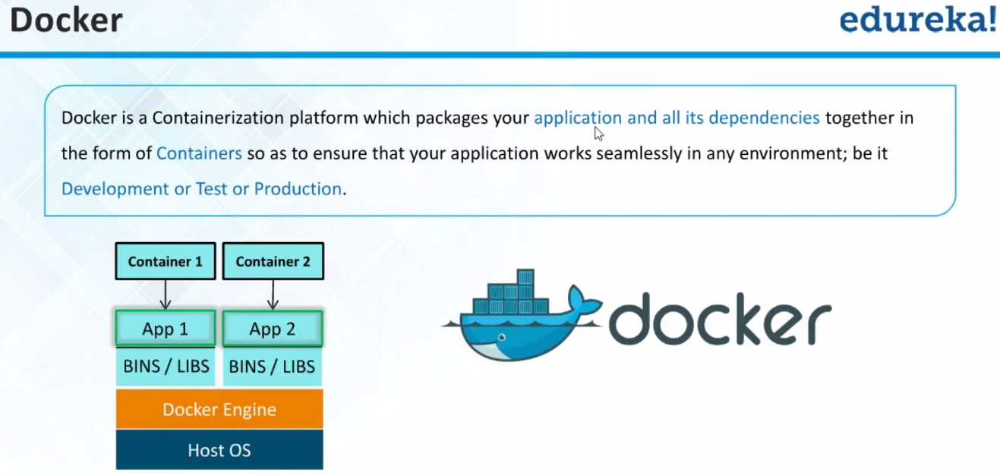 Docker
edureka!
Docker is a Containerization platform which packages your application and all its dependencies together in
the form of Containers so as to ensure that your application works seamlessly in any environment; be it
Development or Test or Production.
Container 1
Container 2
App 1
App 2
BINS / LIBS
BINS / LIBS
Docker Engine
Host OS
docker